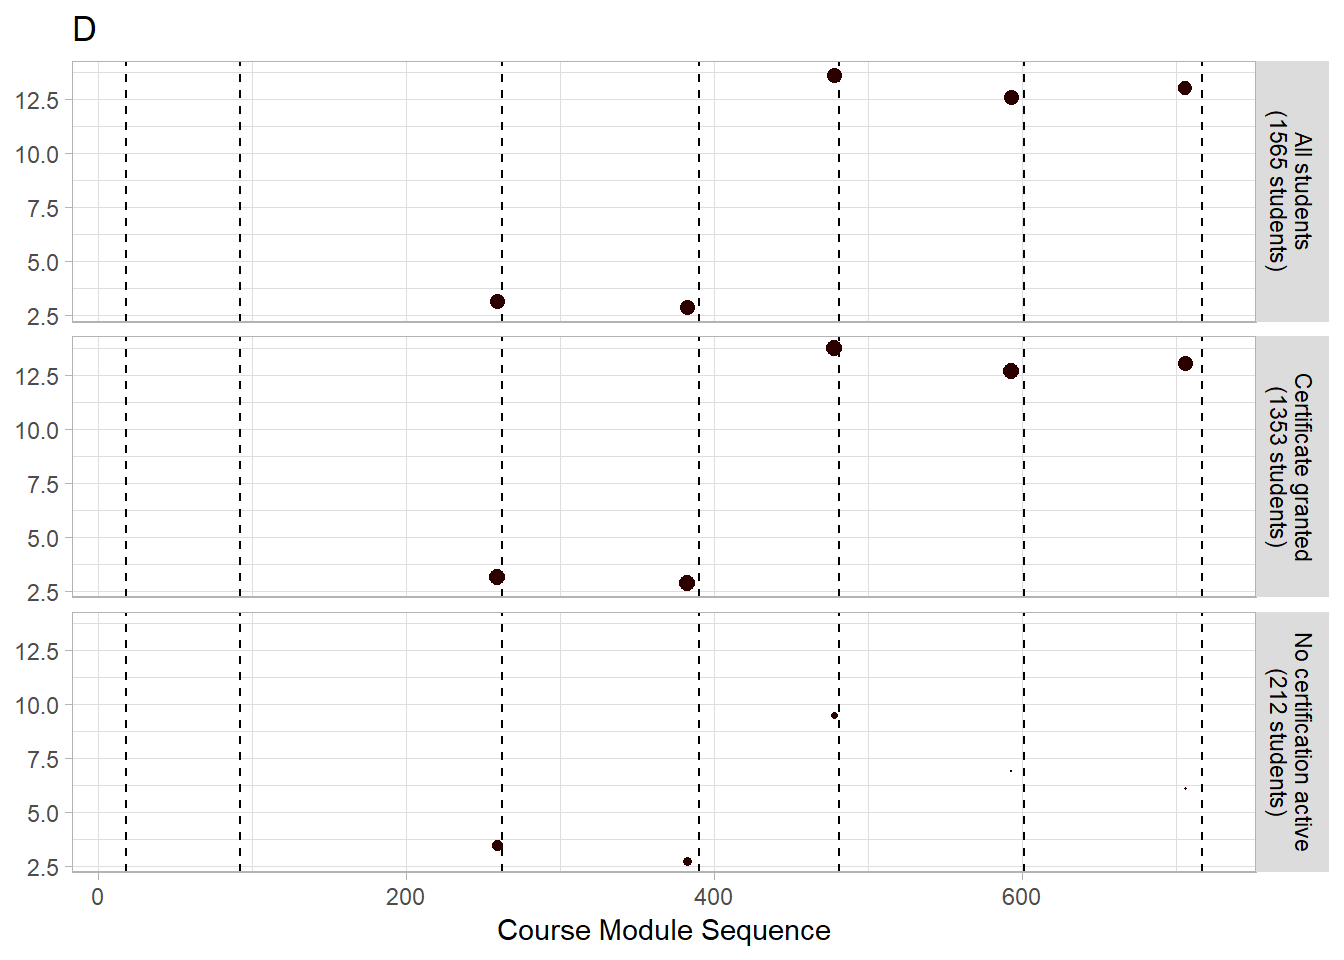 D
12.5
10.0
7.5
5.0
2.5
All students
(1565 students)
12.5
10.0
7.5
5.0
2.5
Certificate granted
(1353 students)
12.5
10.0
7.5
5.0
2.5
No certification active
(212 students)
0 200 400 600
Course Module Sequence